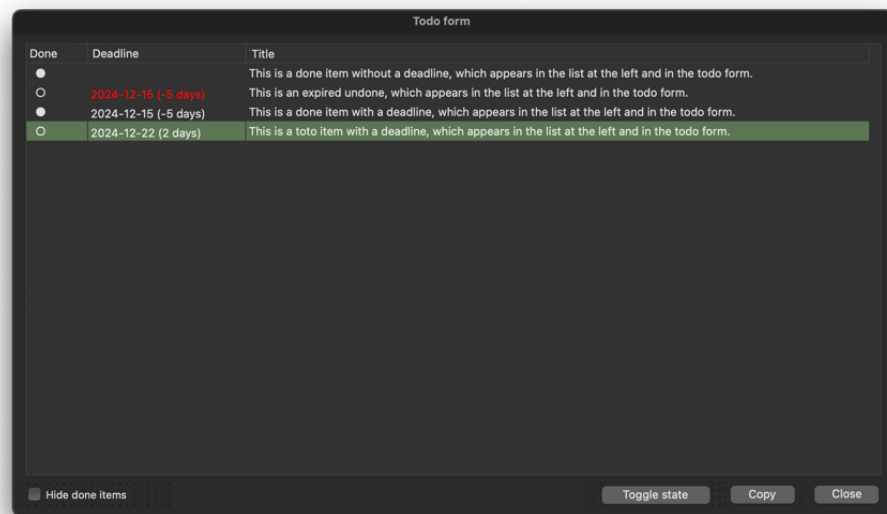 Todo form
Done Deadline Title
This is a done item without a deadline, which appears in the list at the left and in the todo form.
2024-12-15 (-5 days) This is an expired undone, which appears in the list at the left and in the todo form.
2024-12-15 (-5 days) This is a done item with a deadline, which appears in the list at the left and in the todo form.
2024-12-22 (2 days) This is a toto item with a deadline, which appears in the list at the left and in the todo form.
Hide done items Toggle state Copy Close